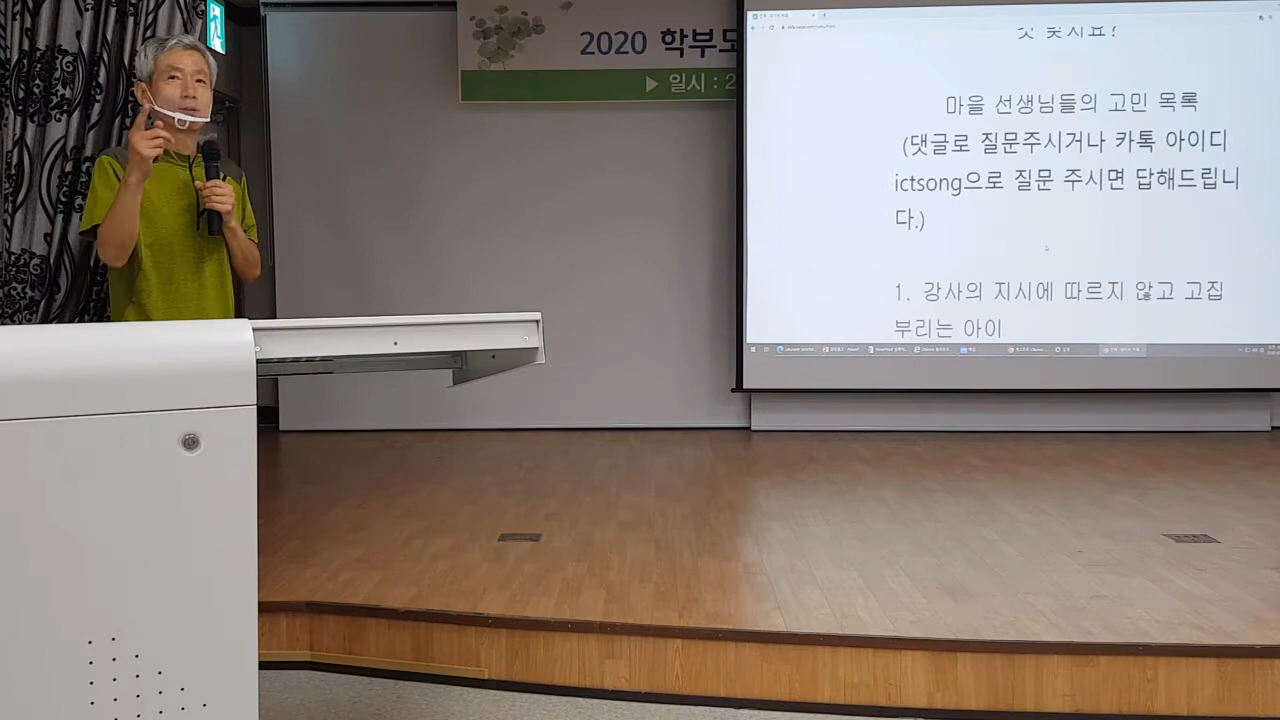 2020 학부모
▶ 일시 : 2
마을 선생님들의 고민 목록
(댓글로 질문주시거나 카톡 아이디
ictsong으로 질문 주시면 답해드립니
다.)
1. 강사의 지시에 따르지 않고 고집
부리는 아이